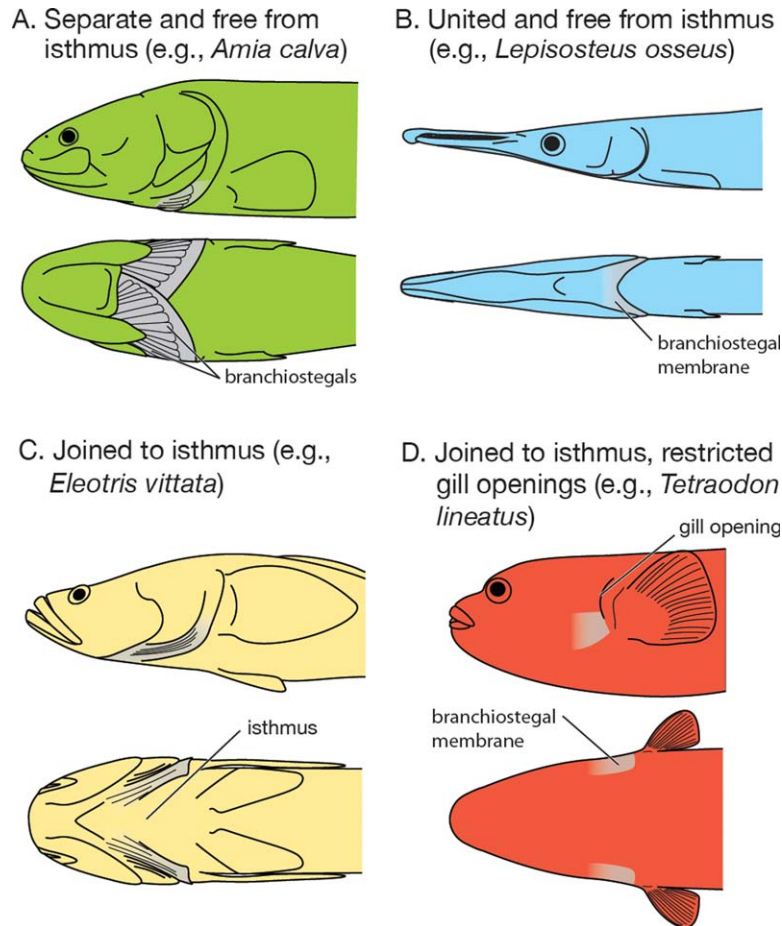 A. Separate and free from
isthmus (e.g., Amia calva)
B. United and free from isthmus
(e.g., Lepisosteus osseus)
branchiostegals
branchiostegal
membrane
C. Joined to isthmus (e.g.,
Eleotris vittata)
D. Joined to isthmus, restricted
gill openings (e.g., Tetraodon
lineatus)
gill opening
isthmus
branchiostegal
membrane